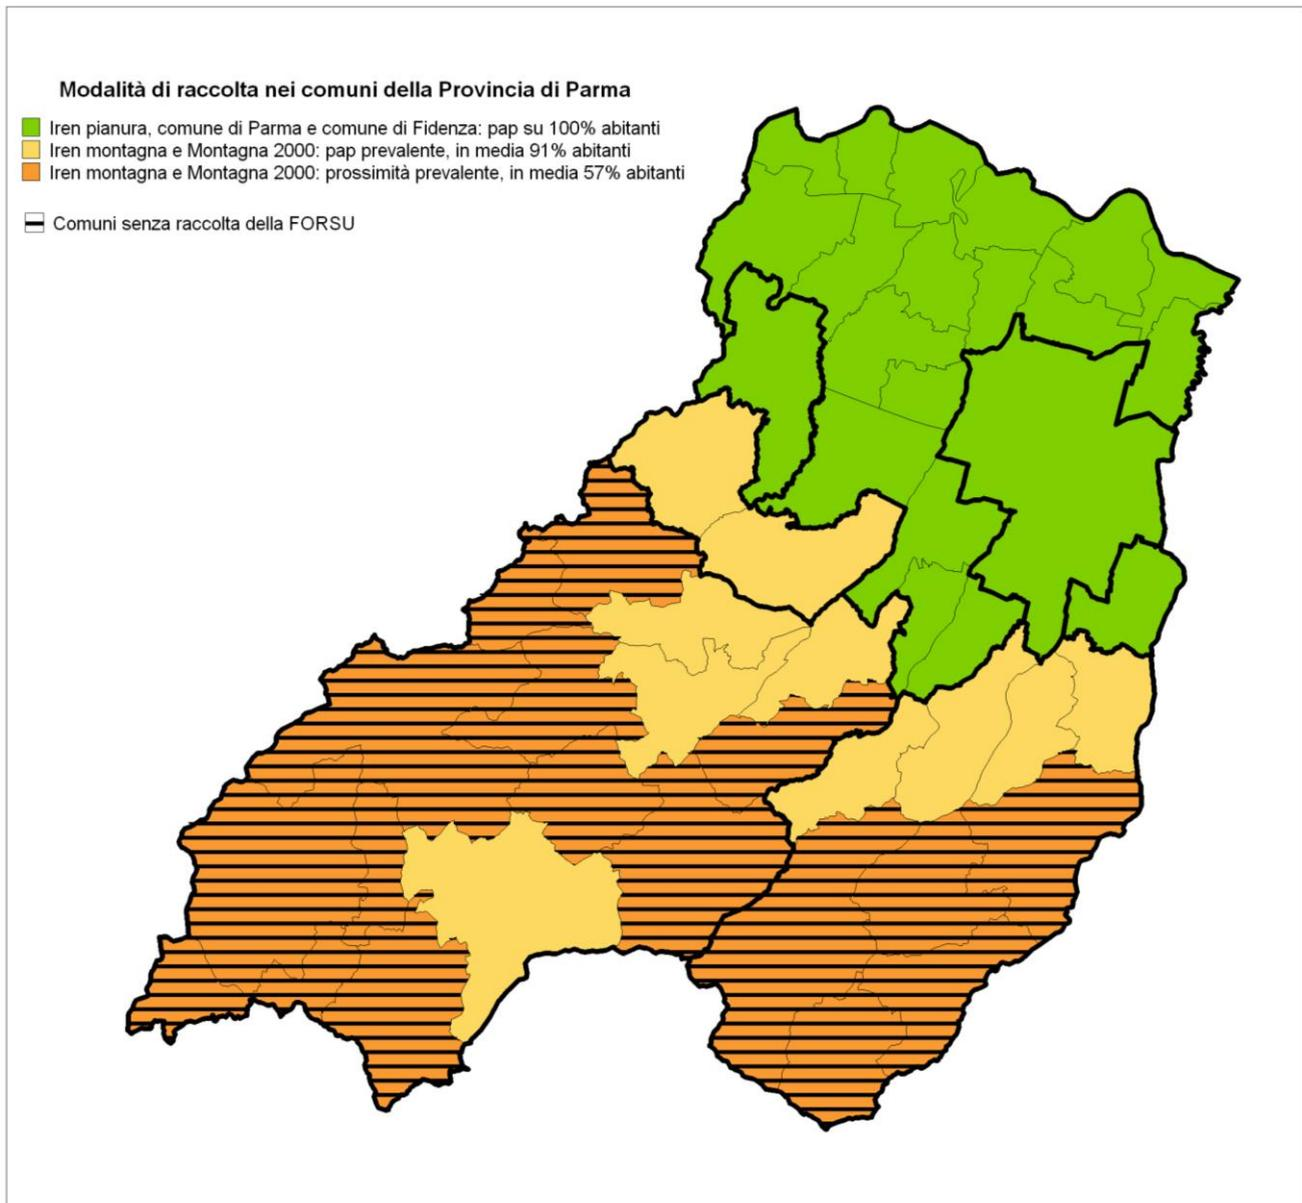 Modalità di raccolta nei comuni della Provincia di Parma
Iren pianura, comune di Parma e comune di Fidenza: pap su 100% abitanti
Iren montagna e Montagna 2000: pap prevalente, in media 91% abitanti
Iren montagna e Montagna 2000: prossimità prevalente, in media 57% abitanti
Comuni senza raccolta della FORSU